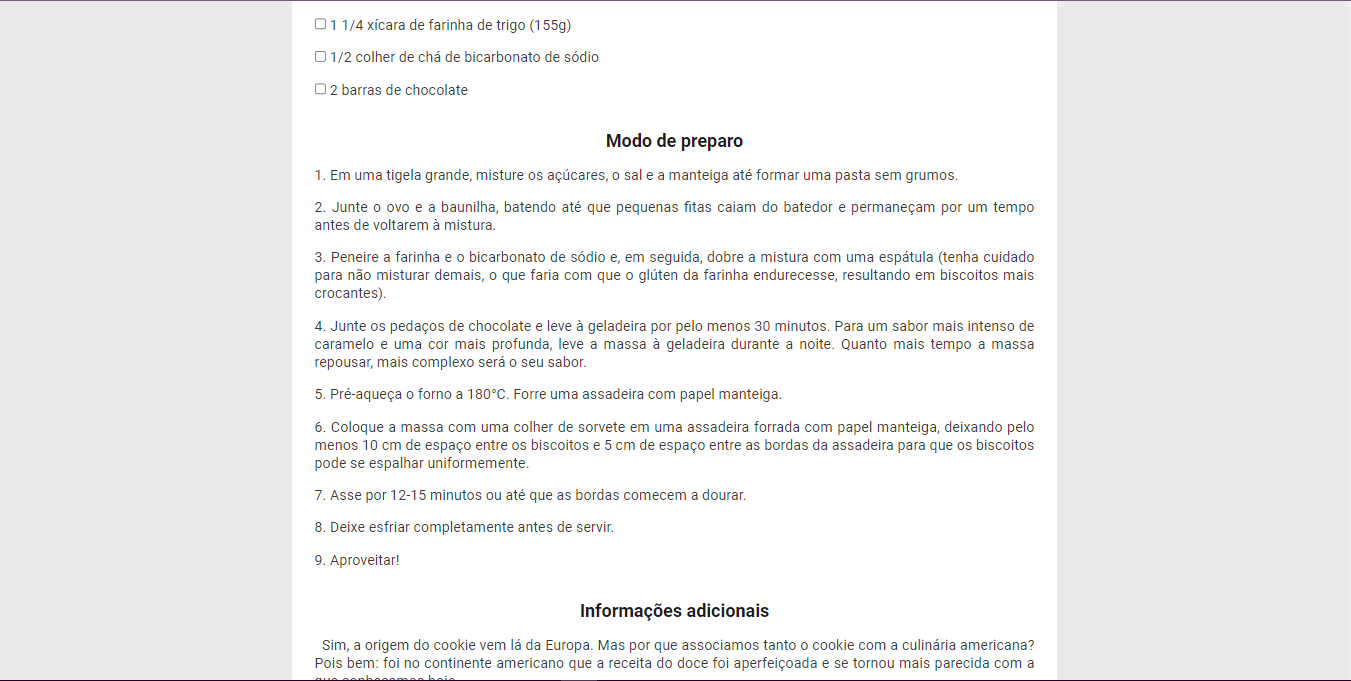 1 1/4 xícara de farinha de trigo (155g)
1/2 colher de chá de bicarbonato de sódio
2 barras de chocolate
Modo de preparo
1. Em uma tigela grande, misture os açúcares, o sal e a manteiga até formar uma pasta sem grumos.
2. Junte o ovo e a baunilha, batendo até que pequenas fitas caiam do batedor e permaneçam por um tempo
antes de voltarem à mistura.
3. Peneire a farinha e o bicarbonato de sódio e, em seguida, dobre a mistura com uma espátula (tenha cuidado
para não misturar demais, o que faria com que o glúten da farinha endurecesse, resultando em biscoitos mais
crocantes).
4. Junte os pedaços de chocolate e leve à geladeira por pelo menos 30 minutos. Para um sabor mais intenso de
caramelo e uma cor mais profunda, leve a massa à geladeira durante a noite. Quanto mais tempo a massa
repousar, mais complexo será o seu sabor.
5. Pré-aqueça o forno a 180°C. Forre uma assadeira com papel manteiga.
6. Coloque a massa com uma colher de sorvete em uma assadeira forrada com papel manteiga, deixando pelo
menos 10 cm de espaço entre os biscoitos e 5 cm de espaço entre as bordas da assadeira para que os biscoitos
pode se espalhar uniformemente.
7. Asse por 12-15 minutos ou até que as bordas comecem a dourar.
8. Deixe esfriar completamente antes de servir.
9. Aproveitar!
Informações adicionais
Sim, a origem do cookie vem lá da Europa. Mas por que associamos tanto o cookie com a culinária americana?
Pois bem: foi no continente americano que a receita do doce foi aperfeiçoada e se tornou mais parecida com a
que conhecemos hoje.